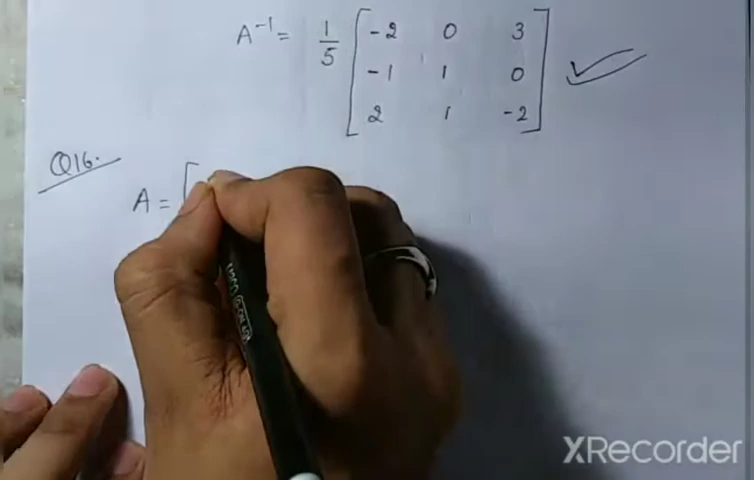 A⁻¹ = 1/5 [ -2 0 3
-1 1 0
2 1 -2 ]
Q16.
A = [
XRecorder